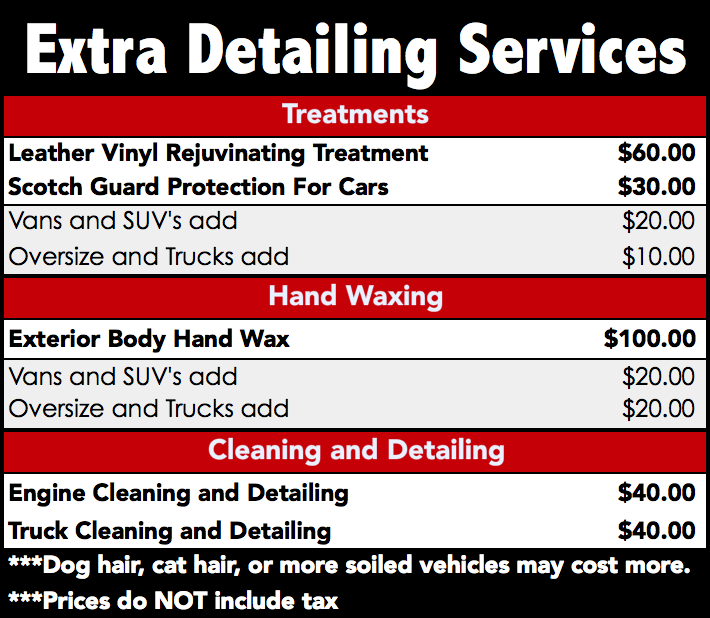 Extra Detailing Services
Treatments
Leather Vinyl Rejuvinating Treatment $60.00
Scotch Guard Protection For Cars $30.00
Vans and SUV's add $20.00
Oversize and Trucks add $10.00
Hand Waxing
Exterior Body Hand Wax $100.00
Vans and SUV's add $20.00
Oversize and Trucks add $20.00
Cleaning and Detailing
Engine Cleaning and Detailing $40.00
Truck Cleaning and Detailing $40.00
***Dog hair, cat hair, or more soiled vehicles may cost more.
***Prices do NOT include tax